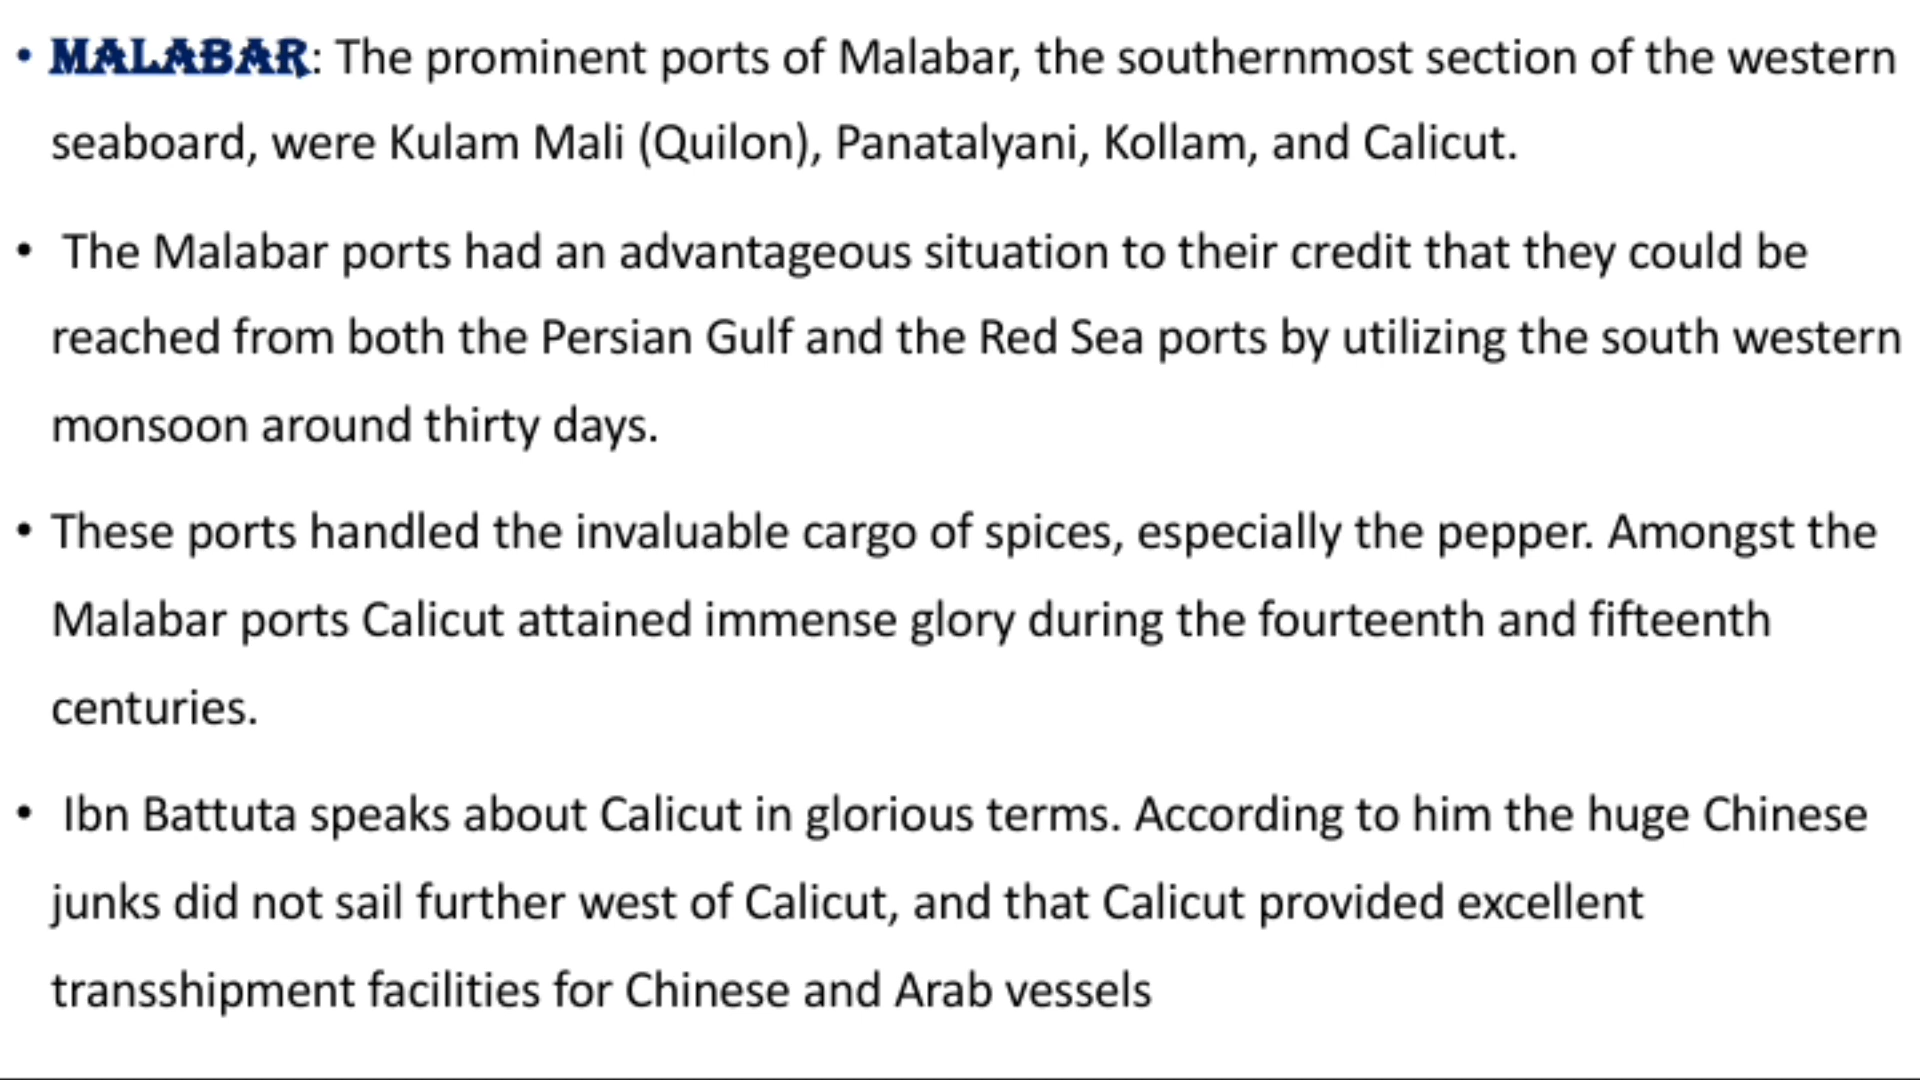 • MALABAR: The prominent ports of Malabar, the southernmost section of the western
seaboard, were Kulam Mali (Quilon), Panatalyani, Kollam, and Calicut.
• The Malabar ports had an advantageous situation to their credit that they could be
reached from both the Persian Gulf and the Red Sea ports by utilizing the south western
monsoon around thirty days.
• These ports handled the invaluable cargo of spices, especially the pepper. Amongst the
Malabar ports Calicut attained immense glory during the fourteenth and fifteenth
centuries.
• Ibn Battuta speaks about Calicut in glorious terms. According to him the huge Chinese
junks did not sail further west of Calicut, and that Calicut provided excellent
transshipment facilities for Chinese and Arab vessels